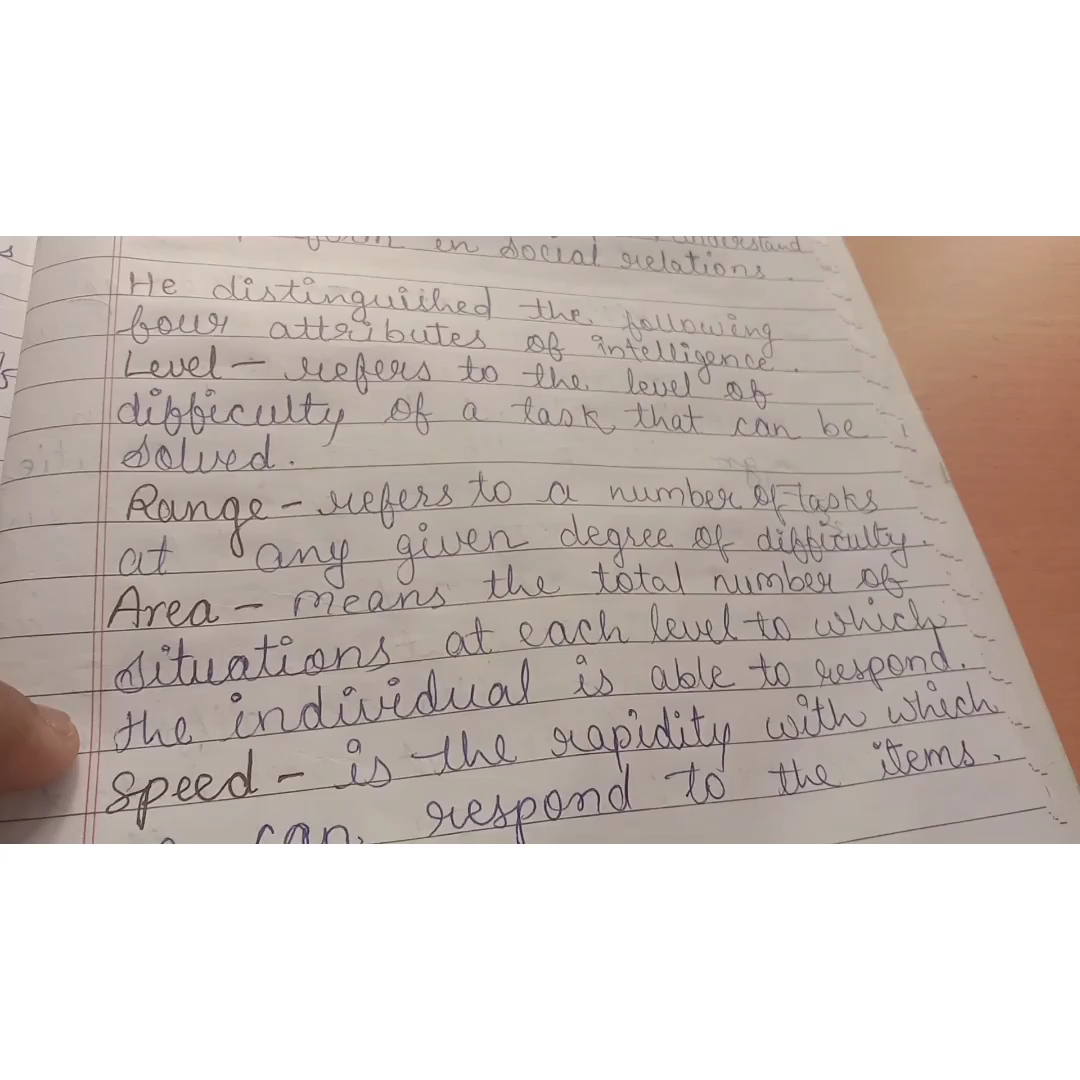 understand
form in social relations.
He distinguished the following
four attributes of intelligence.
Level - refers to the level of
difficulty of a task that can be
solved.
Range - refers to a number of tasks
at any given degree of difficulty.
Area - means the total number of
situations at each level to which
the individual is able to respond.
Speed - is the rapidity with which
can respond to the items.